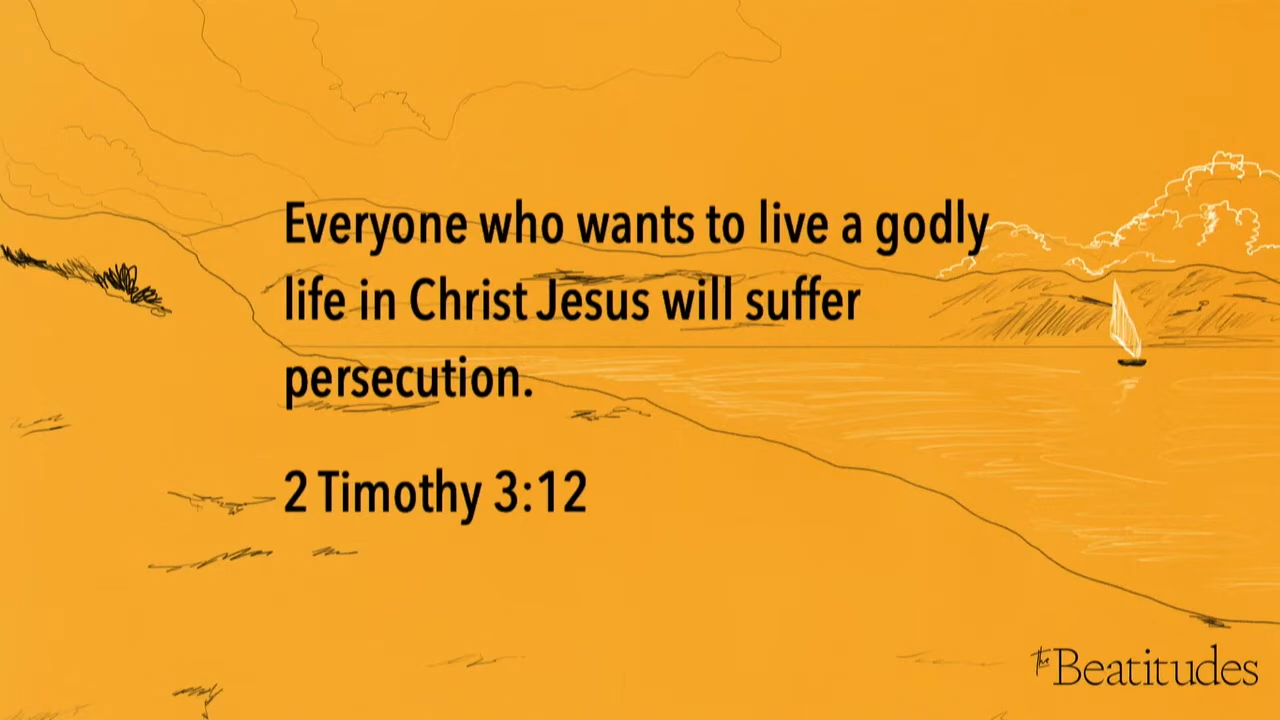 Everyone who wants to live a godly
life in Christ Jesus will suffer
persecution.
2 Timothy 3:12
the Beatitudes